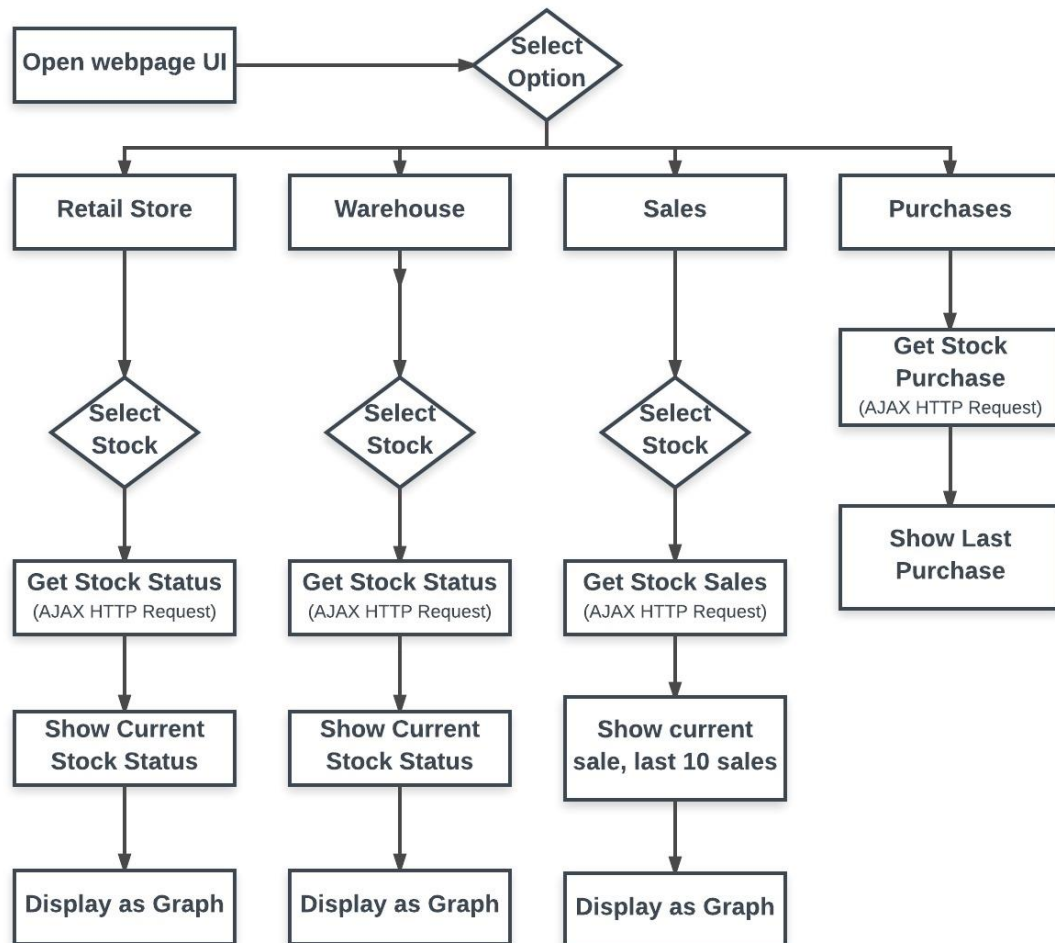 Open webpage UI
Select
Option
Retail Store
Warehouse
Sales
Purchases
Select
Stock
Select
Stock
Select
Stock
Get Stock
Purchase
(AJAX HTTP Request)
Get Stock Status
(AJAX HTTP Request)
Get Stock Status
(AJAX HTTP Request)
Get Stock Sales
(AJAX HTTP Request)
Show Last
Purchase
Show Current
Stock Status
Show Current
Stock Status
Show current
sale, last 10 sales
Display as Graph
Display as Graph
Display as Graph